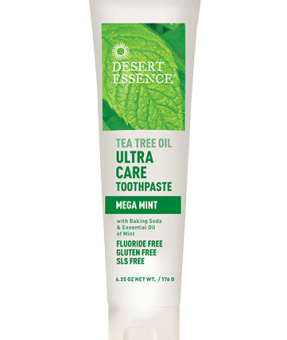 DESERT
ESSENCE®
TEA TREE OIL
ULTRA
CARE
TOOTHPASTE
MEGA MINT
with Baking Soda
& Essential Oil
of Mint
FLUORIDE FREE
GLUTEN FREE
SLS FREE
6.25 OZ NET WT. / 176 G